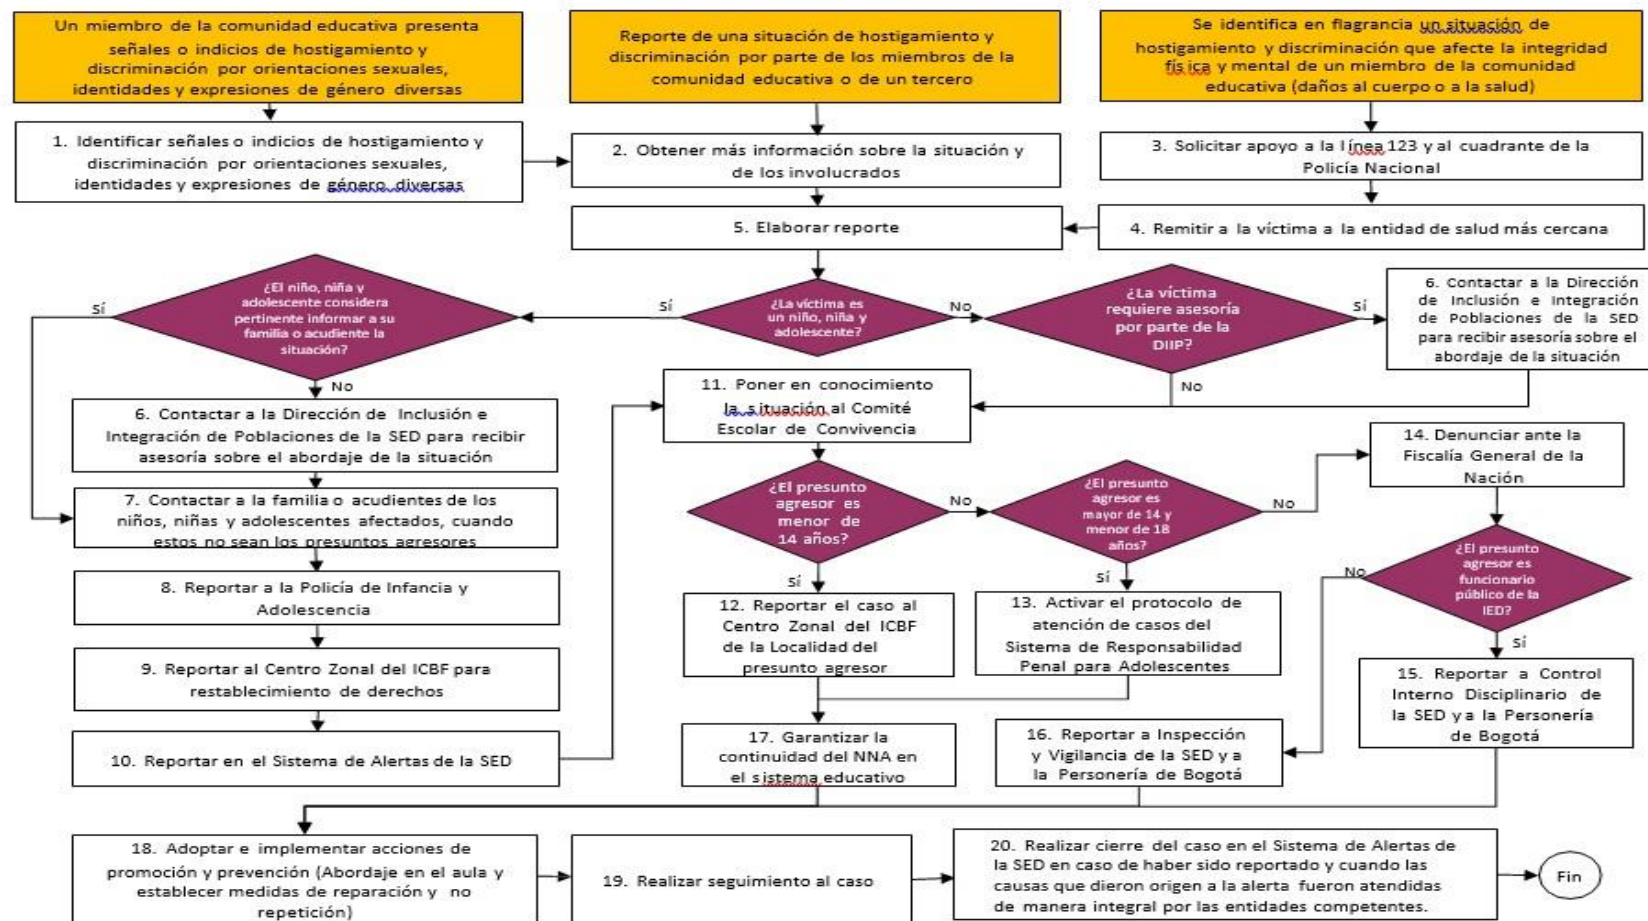 Un miembro de la comunidad educativa presenta
señales o indicios de hostigamiento y
discriminación por orientaciones sexuales,
identidades y expresiones de género diversas
Reporte de una situación de hostigamiento y
discriminación por parte de los miembros de la
comunidad educativa o de un tercero
Se identifica en flagrancia un situación de
hostigamiento y discriminación que afecte la integridad
física y mental de un miembro de la comunidad
educativa (daños al cuerpo o a la salud)
1. Identificar señales o indicios de hostigamiento y
discriminación por orientaciones sexuales,
identidades y expresiones de género diversas
2. Obtener más información sobre la situación y
de los involucrados
3. Solicitar apoyo a la línea 123 y al cuadrante de la
Policía Nacional
5. Elaborar reporte
4. Remitir a la víctima a la entidad de salud más cercana
¿El niño, niña y
adolescente considera
pertinente informar a su
familia o acudiente la
situación?
Sí
No
¿La víctima es
un niño, niña y
adolescente?
Sí
No
¿La víctima
requiere asesoría
por parte de la
DIIP?
Sí
No
6. Contactar a la Dirección
de Inclusión e Integración
de Poblaciones de la SED
para recibir asesoría sobre el
abordaje de la situación
6. Contactar a la Dirección de Inclusión e
Integración de Poblaciones de la SED para recibir
asesoría sobre el abordaje de la situación
11. Poner en conocimiento
la situación al Comité
Escolar de Convivencia
7. Contactar a la familia o acudientes de los
niños, niñas y adolescentes afectados, cuando
estos no sean los presuntos agresores
¿El presunto
agresor es
menor de
14 años?
No
Sí
¿El presunto
agresor es
mayor de 14 y
menor de 18
años?
No
Sí
14. Denunciar ante la
Fiscalía General de la
Nación
8. Reportar a la Policía de Infancia y
Adolescencia
¿El presunto
agresor es
funcionario
público de la
IED?
No
Sí
12. Reportar el caso al
Centro Zonal del ICBF
de la Localidad del
presunto agresor
13. Activar el protocolo de
atención de casos del
Sistema de Responsabilidad
Penal para Adolescentes
9. Reportar al Centro Zonal del ICBF para
restablecimiento de derechos
15. Reportar a Control
Interno Disciplinario de
la SED y a la Personería
de Bogotá
10. Reportar en el Sistema de Alertas de la SED
17. Garantizar la
continuidad del NNA en
el sistema educativo
16. Reportar a Inspección
y Vigilancia de la SED y a
la Personería de Bogotá
18. Adoptar e implementar acciones de
promoción y prevención (Abordaje en el aula y
establecer medidas de reparación y no
repetición)
19. Realizar seguimiento al caso
20. Realizar cierre del caso en el Sistema de Alertas de
la SED en caso de haber sido reportado y cuando las
causas que dieron origen a la alerta fueron atendidas
de manera integral por las entidades competentes.
Fin